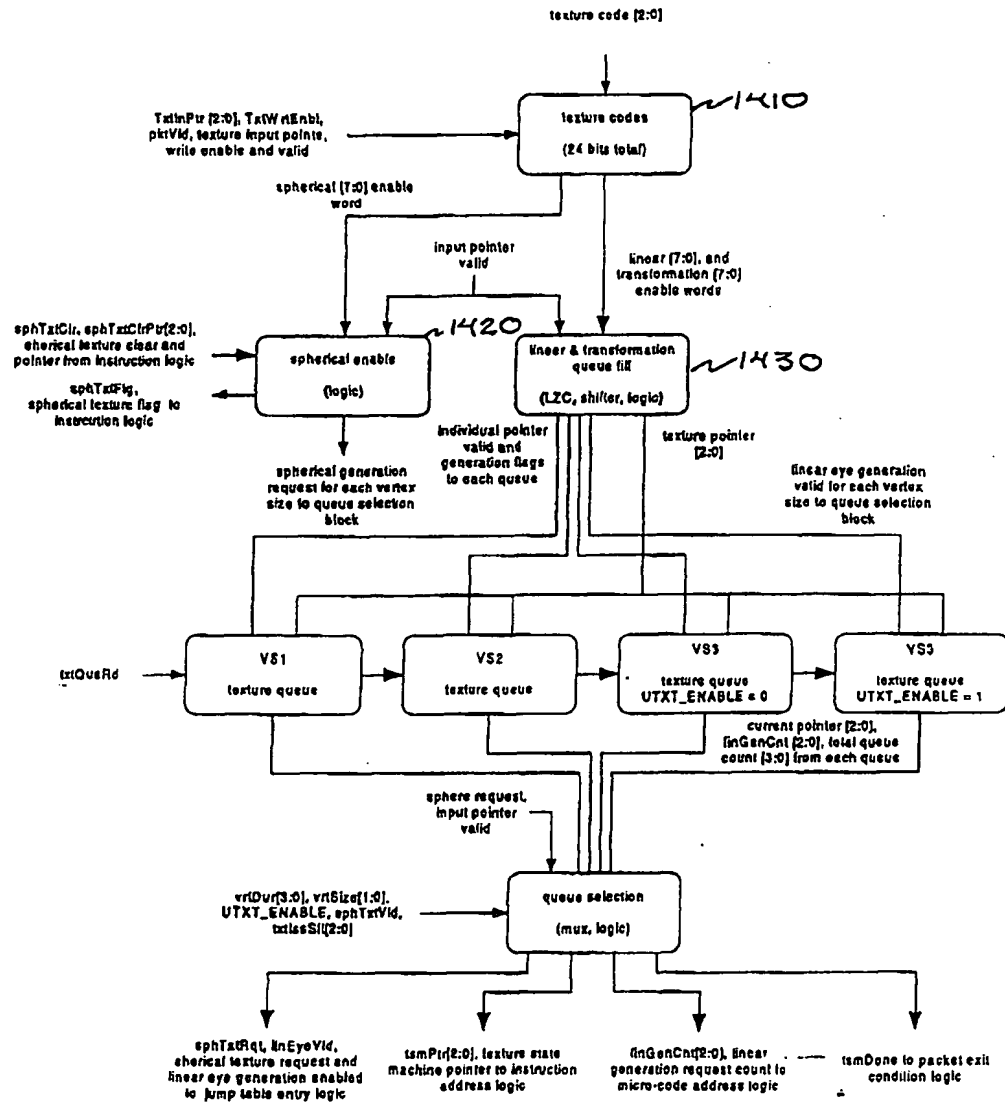 texture code [2:0]
1410
texture codes
(24 bits total)
TxtInPtr [2:0], TxtWrtEnbl,
pktVld, texture input points,
write enable and valid
spherical [7:0] enable
word
input pointer
valid
linear [7:0], and
transformation [7:0]
enable words
1420
sphTxtClr, sphTxtClrPtr[2:0],
sherical texture clear and
pointer from instruction logic
spherical enable
(logic)
linear & transformation
queue fill
(LZC, shifter, logic)
1430
sphTxtFlg,
spherical texture flag to
instrcution logic
individual pointer
valid and
generation flags
to each queue
texture pointer
[2:0]
spherical generation
request for each vertex
size to queue selection
block
linear eye generation
valid for each vertex
size to queue selection
block
txtQueRd
VS1
texture queue
VS2
texture queue
VS3
texture queue
UTXT_ENABLE = 0
VS3
texture queue
UTXT_ENABLE = 1
current pointer [2:0],
linGenCnt [2:0], total queue
count [3:0] from each queue
sphere request,
input pointer
valid
vrtDur[3:0], vrtSize[1:0],
UTXT_ENABLE, sphTxtVld,
txtIssStl[2:0]
queue selection
(mux, logic)
sphTxtRqt, linEyeVld,
sherical texture request and
linear eye generation enabled
to jump table entry logic
tsmPtr[2:0], texture state
machine pointer to instruction
address logic
linGenCnt[2:0], linear
generation request count to
micro-code address logic
tsmDone to packet exit
condition logic